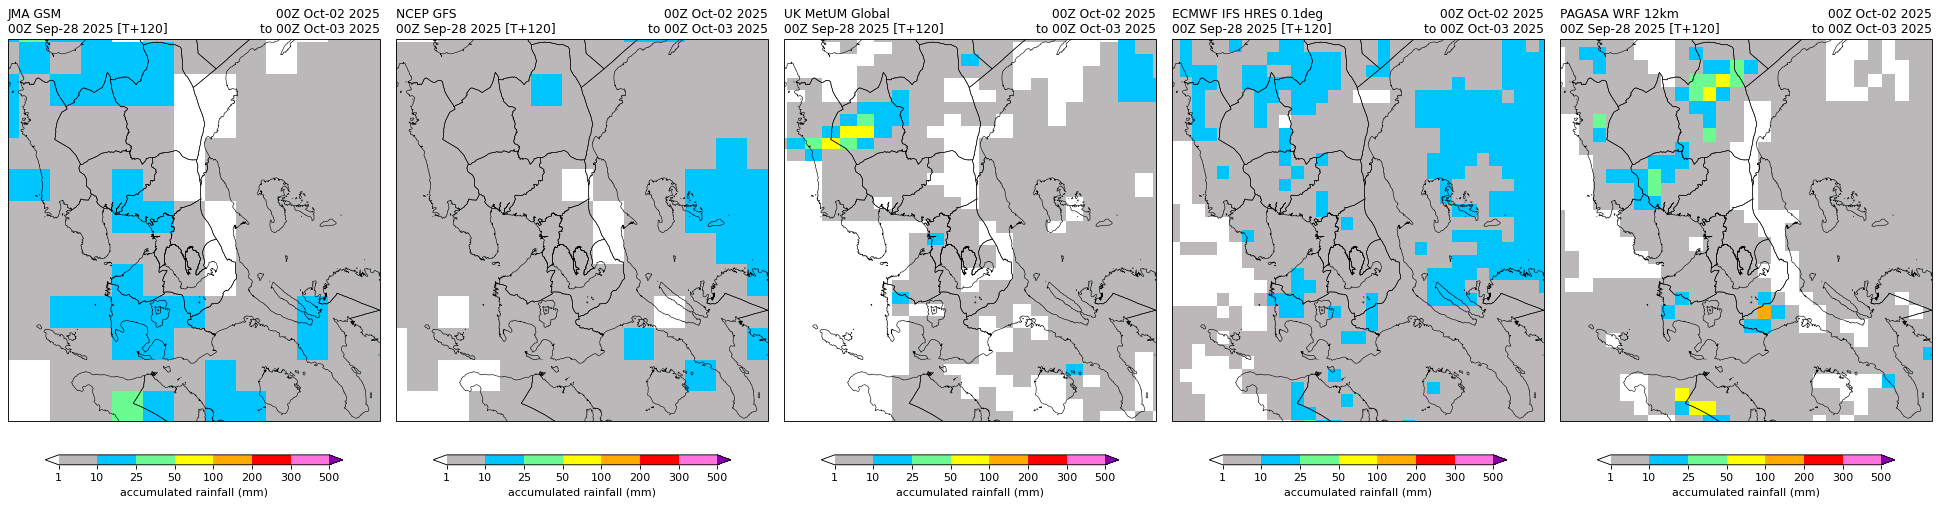 JMA GSM 00Z Oct-02 2025
00Z Sep-28 2025 [T+120] to 00Z Oct-03 2025
NCEP GFS 00Z Oct-02 2025
00Z Sep-28 2025 [T+120] to 00Z Oct-03 2025
UK MetUM Global 00Z Oct-02 2025
00Z Sep-28 2025 [T+120] to 00Z Oct-03 2025
ECMWF IFS HRES 0.1deg 00Z Oct-02 2025
00Z Sep-28 2025 [T+120] to 00Z Oct-03 2025
PAGASA WRF 12km 00Z Oct-02 2025
00Z Sep-28 2025 [T+120] to 00Z Oct-03 2025
1 10 25 50 100 200 300 500
accumulated rainfall (mm)
1 10 25 50 100 200 300 500
accumulated rainfall (mm)
1 10 25 50 100 200 300 500
accumulated rainfall (mm)
1 10 25 50 100 200 300 500
accumulated rainfall (mm)
1 10 25 50 100 200 300 500
accumulated rainfall (mm)